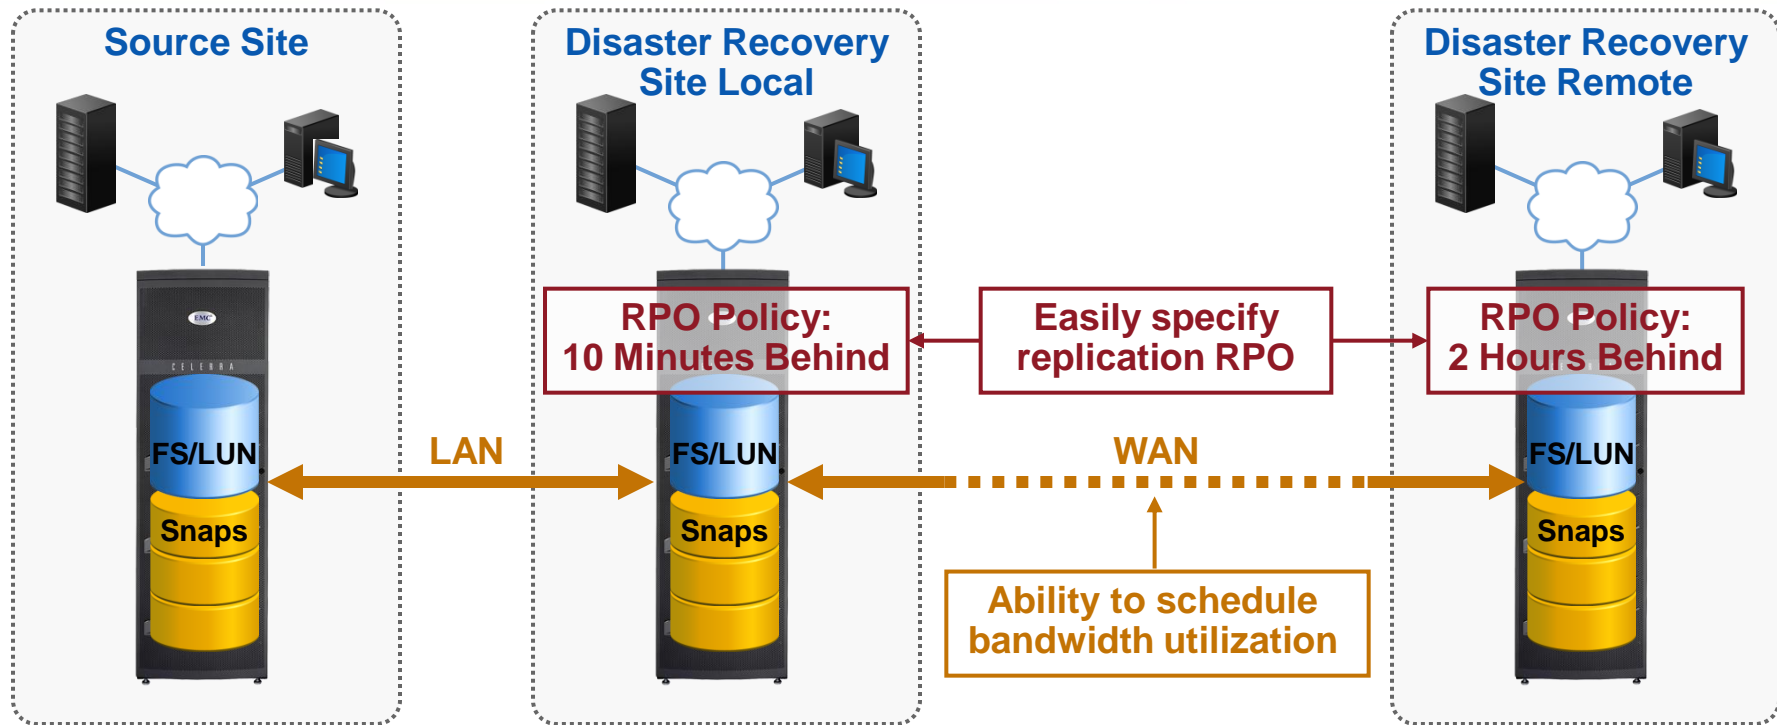 Source Site
Disaster Recovery
Site Local
Disaster Recovery
Site Remote
EMC²
CELERRA
RPO Policy:
10 Minutes Behind
Easily specify
replication RPO
RPO Policy:
2 Hours Behind
LAN
WAN
FS/LUN
FS/LUN
FS/LUN
Snaps
Snaps
Snaps
Ability to schedule
bandwidth utilization